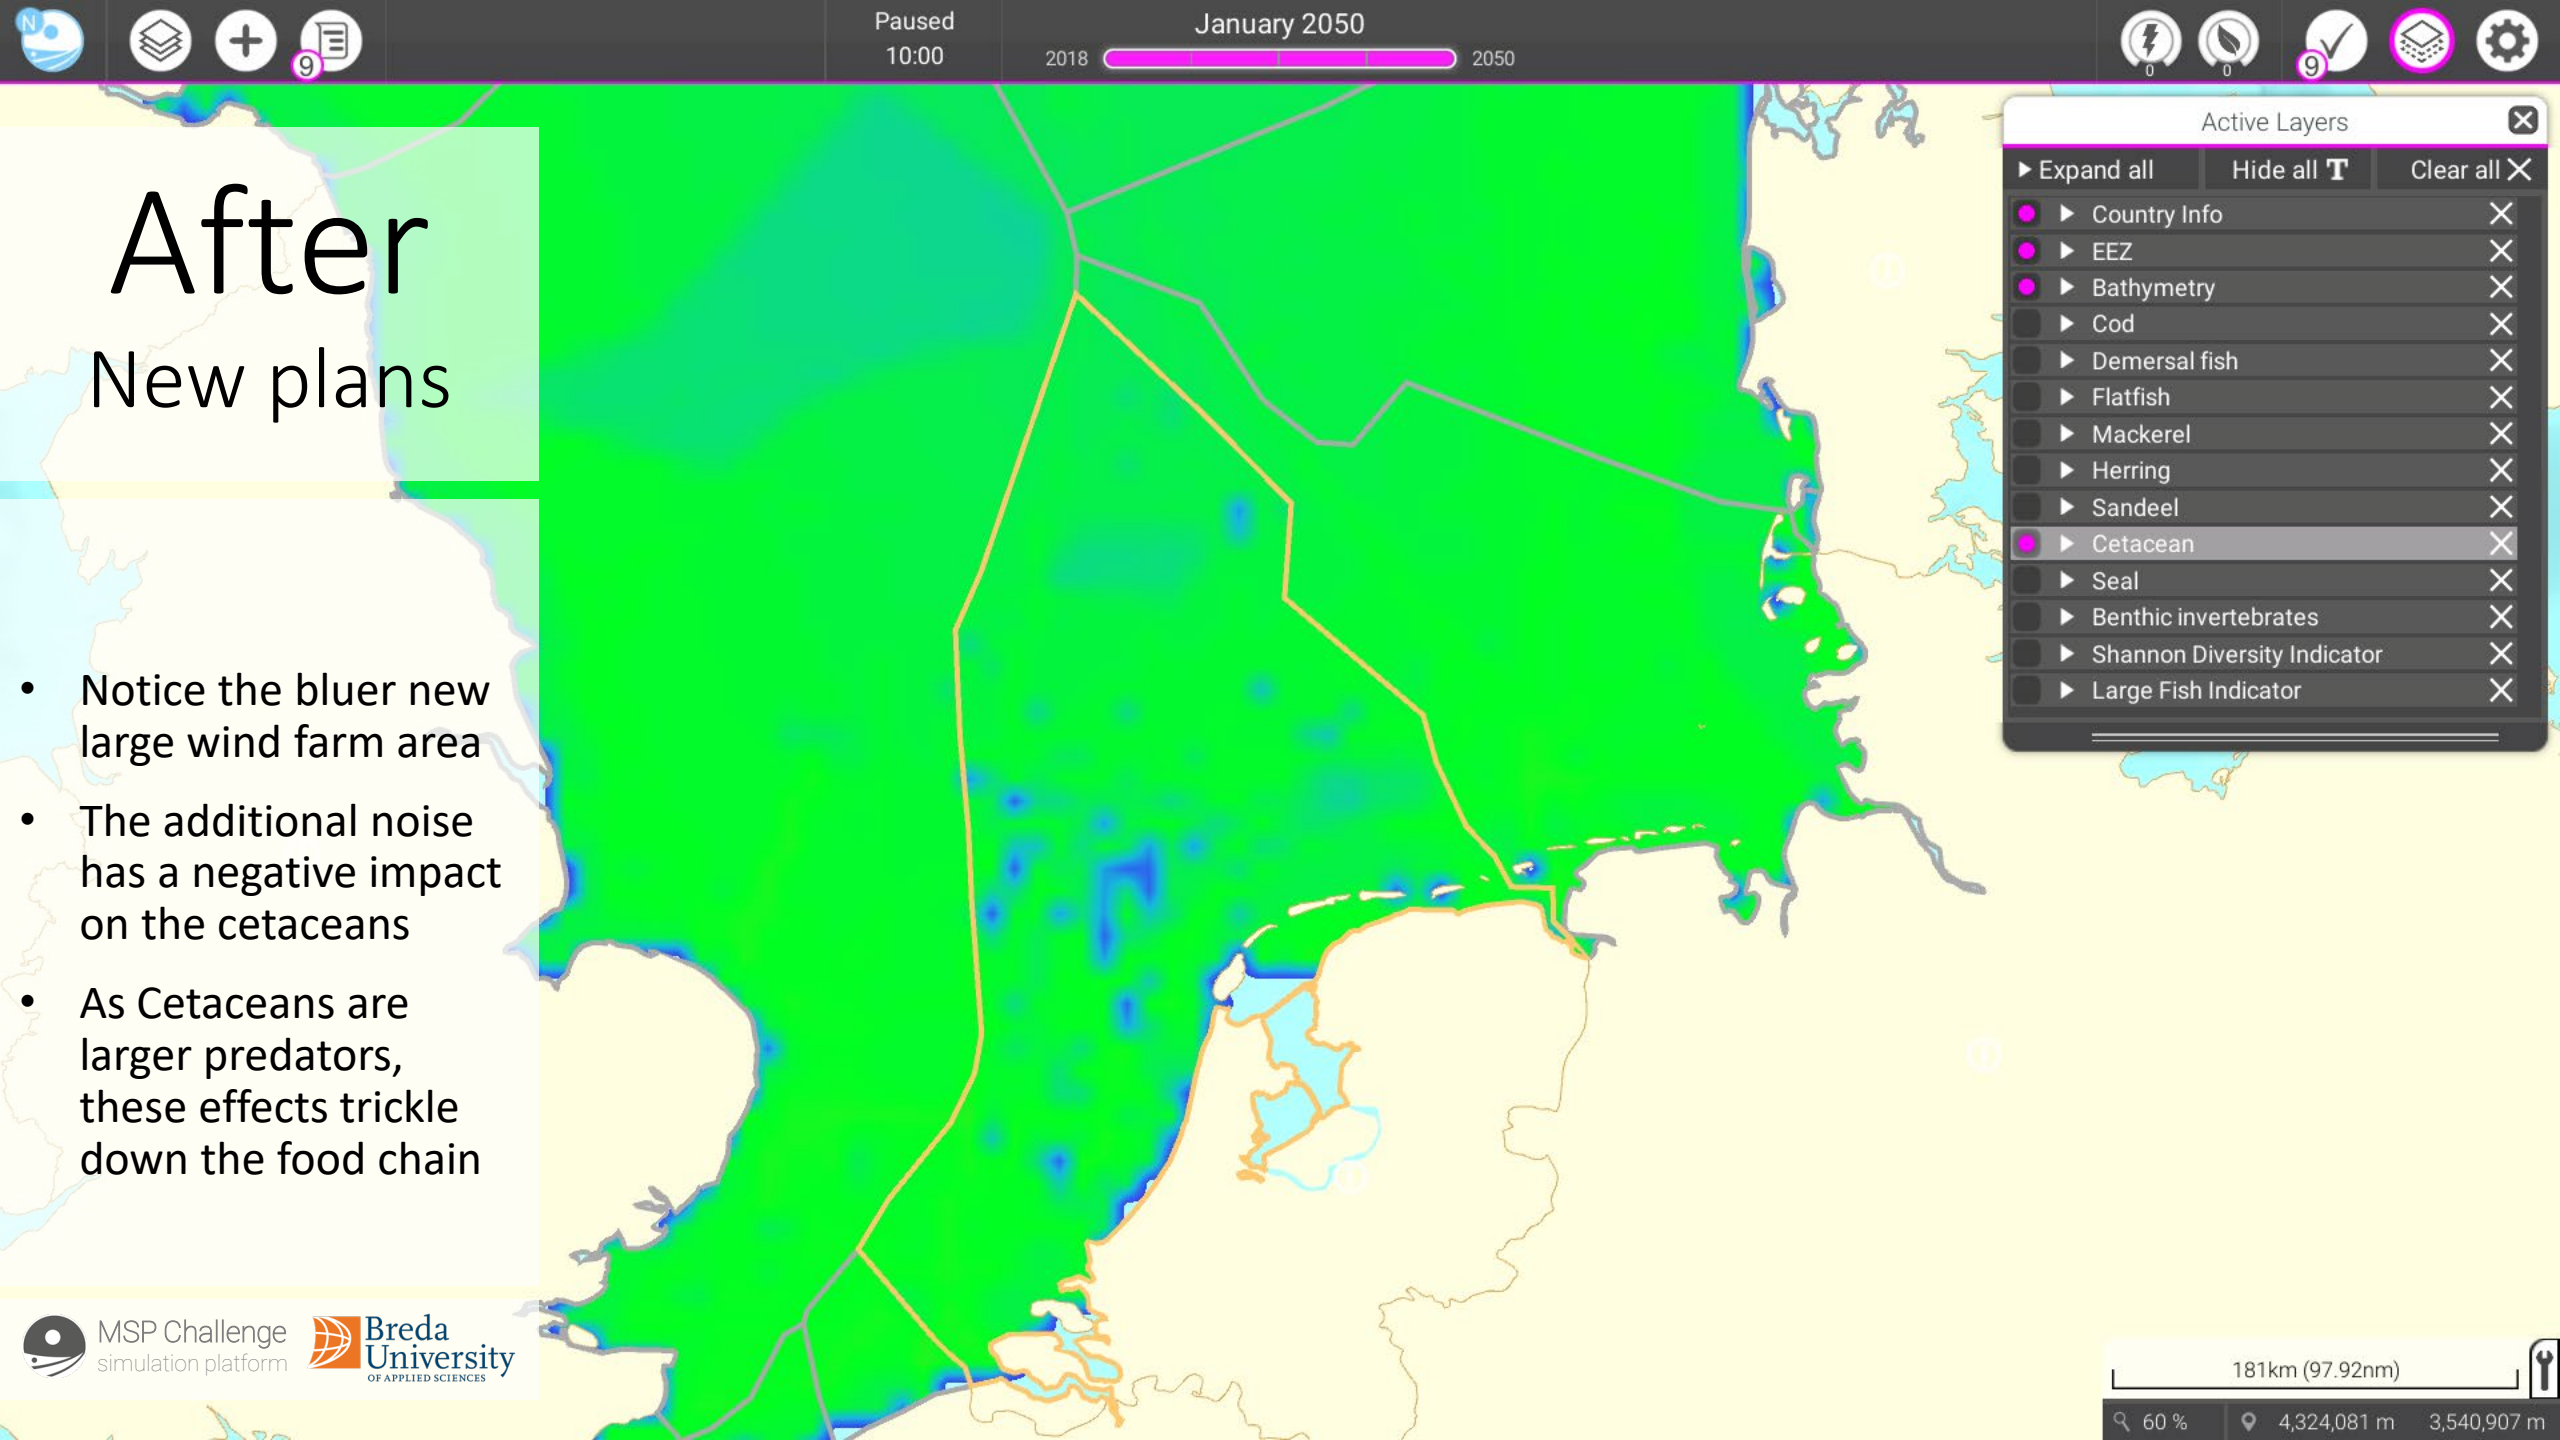 N
9
Paused
10:00
January 2050
2018
2050
0
0
9
After
New plans
• Notice the bluer new
large wind farm area
• The additional noise
has a negative impact
on the cetaceans
• As Cetaceans are
larger predators,
these effects trickle
down the food chain
MSP Challenge
simulation platform
Breda
University
OF APPLIED SCIENCES
Active Layers
Expand all
Hide all T
Clear all
Country Info
EEZ
Bathymetry
Cod
Demersal fish
Flatfish
Mackerel
Herring
Sandeel
Cetacean
Seal
Benthic invertebrates
Shannon Diversity Indicator
Large Fish Indicator
181km (97.92nm)
60 %
4,324,081 m
3,540,907 m